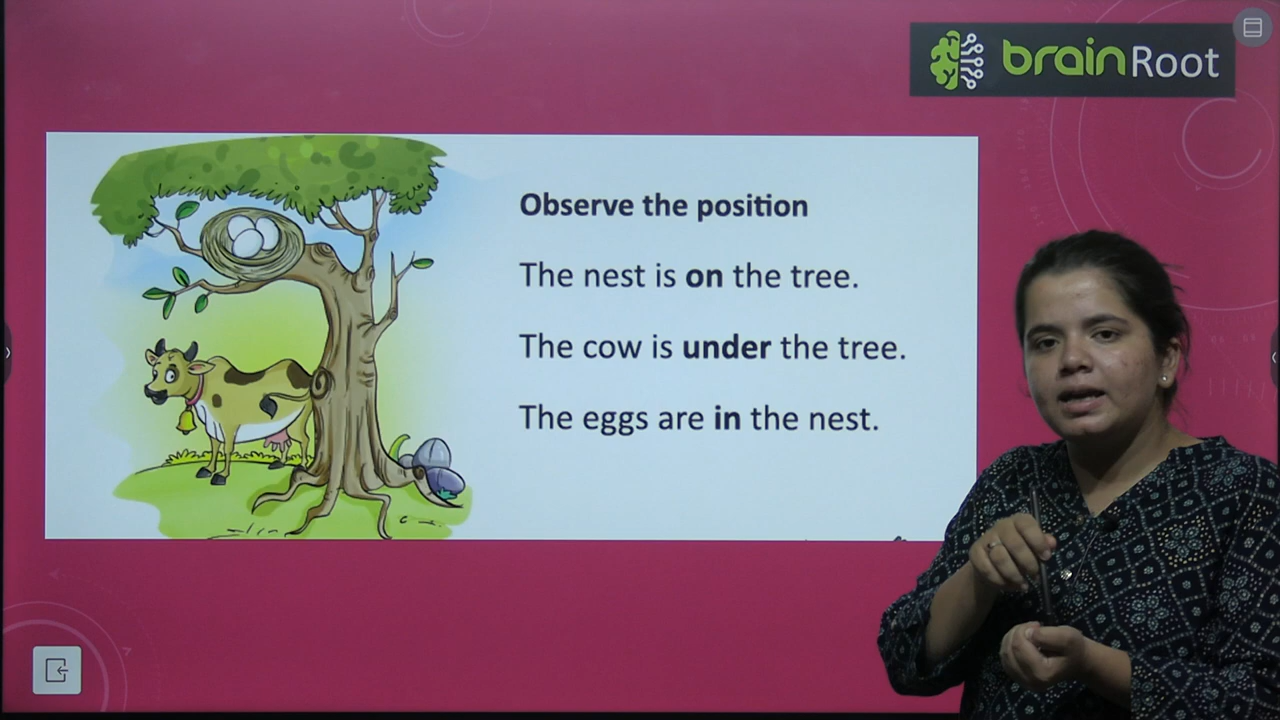 brainRoot
Observe the position
The nest is on the tree.
The cow is under the tree.
The eggs are in the nest.